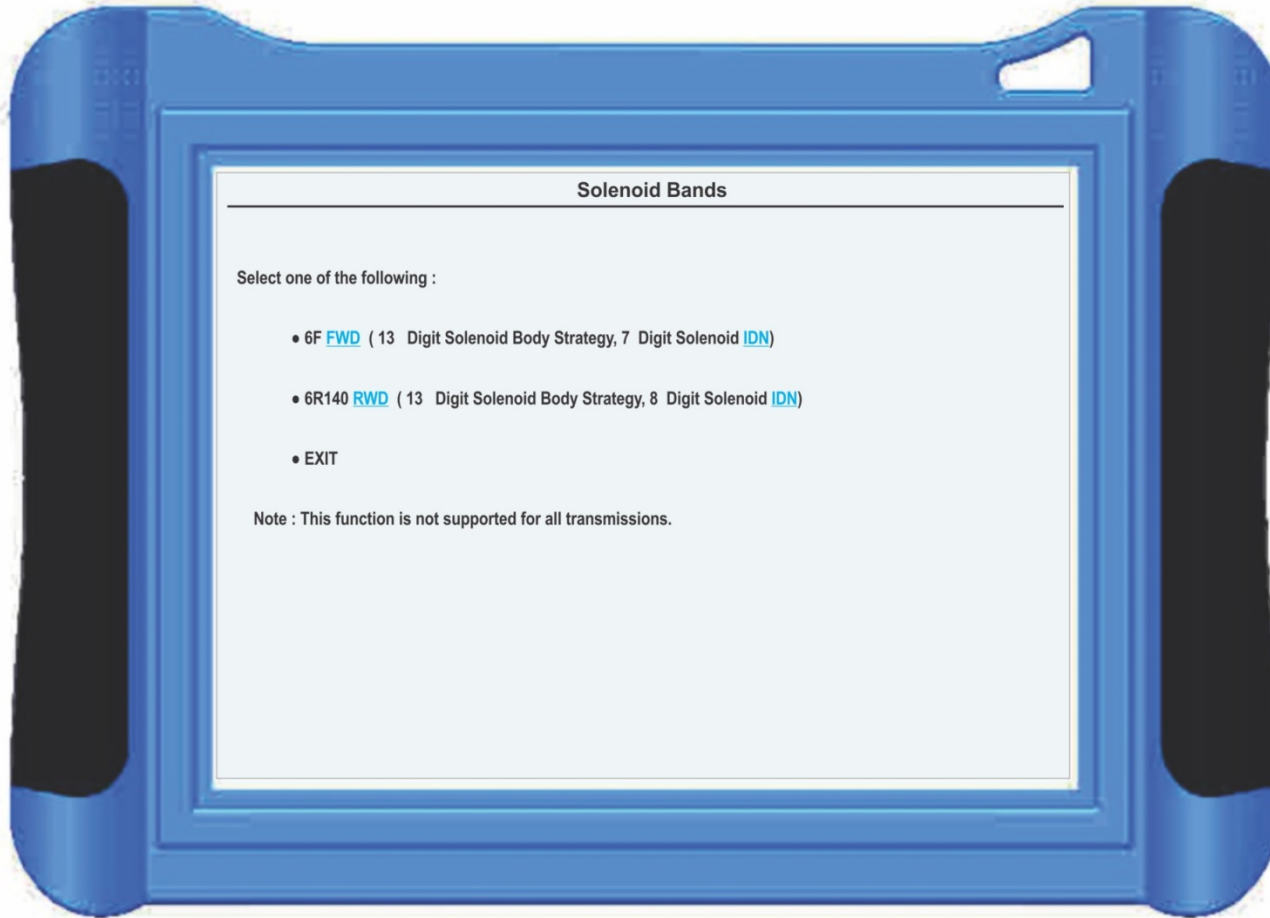 Solenoid Bands
Select one of the following :
● 6F FWD ( 13 Digit Solenoid Body Strategy, 7 Digit Solenoid IDN)
● 6R140 RWD ( 13 Digit Solenoid Body Strategy, 8 Digit Solenoid IDN)
● EXIT
Note : This function is not supported for all transmissions.